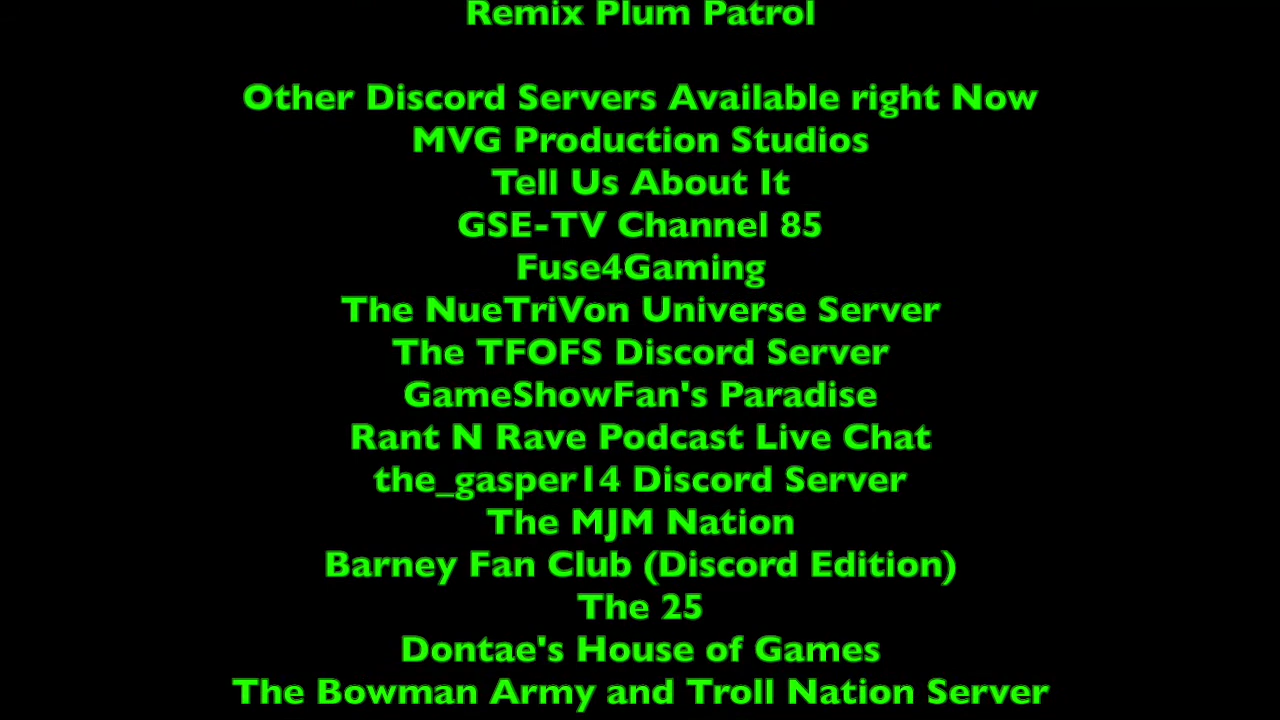 Remix Plum Patrol
Other Discord Servers Available right Now
MVG Production Studios
Tell Us About It
GSE-TV Channel 85
Fuse4Gaming
The NueTriVon Universe Server
The TFOFS Discord Server
GameShowFan's Paradise
Rant N Rave Podcast Live Chat
the_gasper14 Discord Server
The MJM Nation
Barney Fan Club (Discord Edition)
The 25
Dontae's House of Games
The Bowman Army and Troll Nation Server